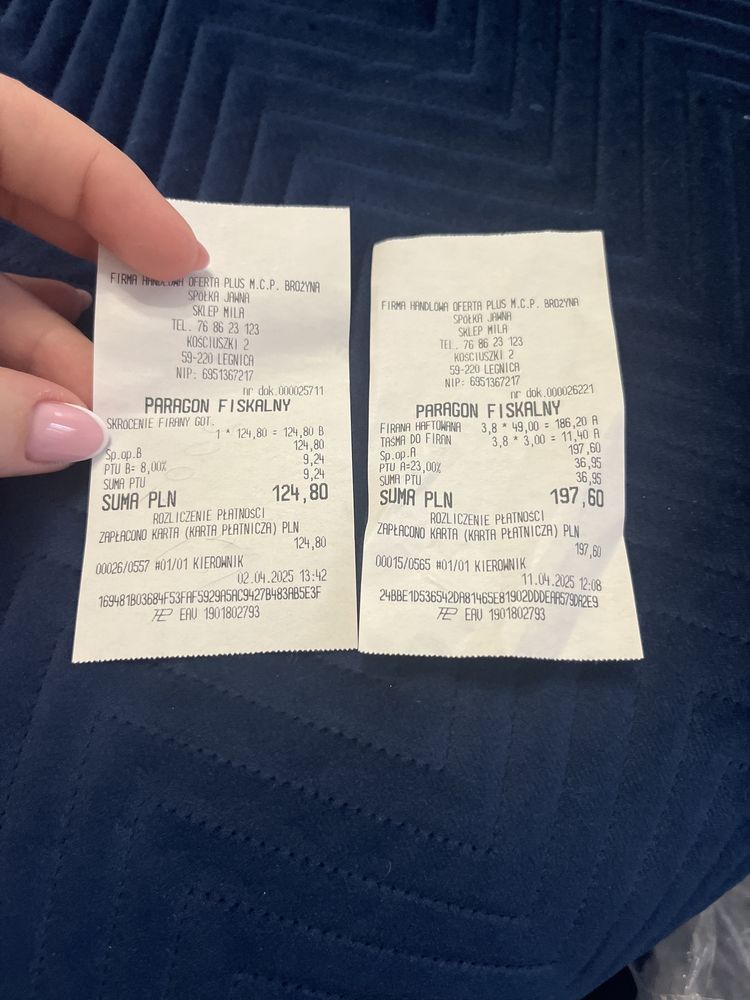 FIRMA HANDLOWA OFERTA PLUS M.C.P. BROŻYNA
SPÓŁKA JAWNA
SKLEP MILA
TEL. 76 86 23 123
KOŚCIUSZKI 2
59-220 LEGNICA
NIP: 6951367217
nr dok.000025711
PARAGON FISKALNY
SKRÓCENIE FIRANY GOT.
1 * 124,80 = 124,80 B
Sp.op.B 124,80
PTU B= 8,00% 9,24
SUMA PTU 9,24
SUMA PLN 124,80
ROZLICZENIE PŁATNOŚCI
ZAPŁACONO KARTA (KARTA PŁATNICZA) PLN
124,80
00026/0557 #01/01 KIEROWNIK
02.04.2025 13:42
169481B03684F53FAF5929A5AC9427B483AB5E3F
EAU 1901802793
FIRMA HANDLOWA OFERTA PLUS M.C.P. BROŻYNA
SPÓŁKA JAWNA
SKLEP MILA
TEL. 76 86 23 123
KOŚCIUSZKI 2
59-220 LEGNICA
NIP: 6951367217
nr dok.000026221
PARAGON FISKALNY
FIRANA HAFTOWANA 3,8 * 49,00 = 186,20 A
TAŚMA DO FIRAN 3,8 * 3,00 = 11,40 A
Sp.op.A 197,60
PTU A=23,00% 36,95
SUMA PTU 36,95
SUMA PLN 197,60
ROZLICZENIE PŁATNOŚCI
ZAPŁACONO KARTA (KARTA PŁATNICZA) PLN
197,60
00015/0565 #01/01 KIEROWNIK
11.04.2025 12:08
24BBE1D536542DA81465E81902DDDEAA579DA2E9
EAU 1901802793